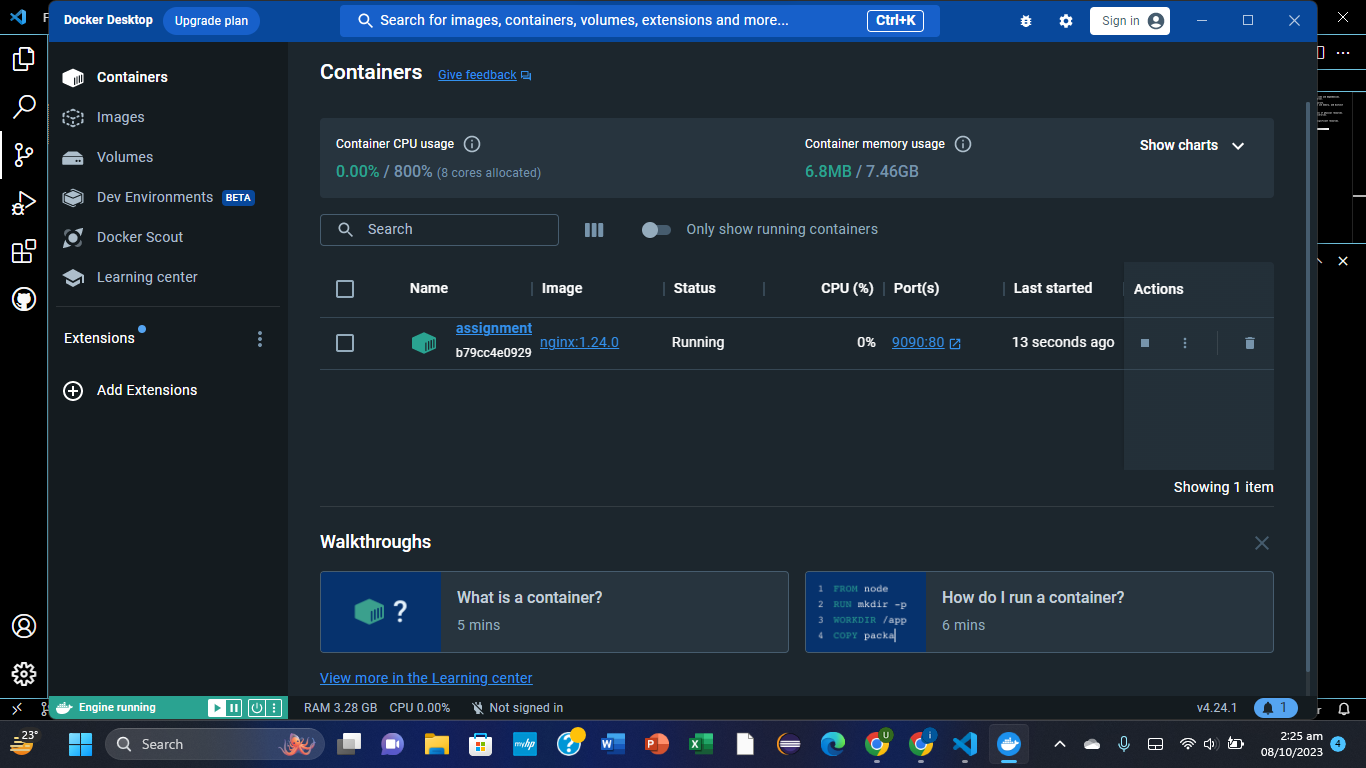 Docker Desktop
Upgrade plan
Search for images, containers, volumes, extensions and more...
Ctrl+K
Sign in
Containers
Images
Volumes
Dev Environments BETA
Docker Scout
Learning center
Extensions
Add Extensions
Containers
Give feedback
Container CPU usage
0.00% / 800% (8 cores allocated)
Container memory usage
6.8MB / 7.46GB
Show charts
Search
Only show running containers
Name Image Status CPU (%) Port(s) Last started Actions
assignment
b79cc4e0929
nginx:1.24.0 Running 0% 9090:80 13 seconds ago
Showing 1 item
Walkthroughs
?
What is a container?
5 mins
1 FROM node
2 RUN mkdir -p
3 WORKDIR /app
4 COPY packa
How do I run a container?
6 mins
View more in the Learning center
Engine running
RAM 3.28 GB CPU 0.00% Not signed in
v4.24.1
1
23°
Search
myhp
2:25 am
08/10/2023
4